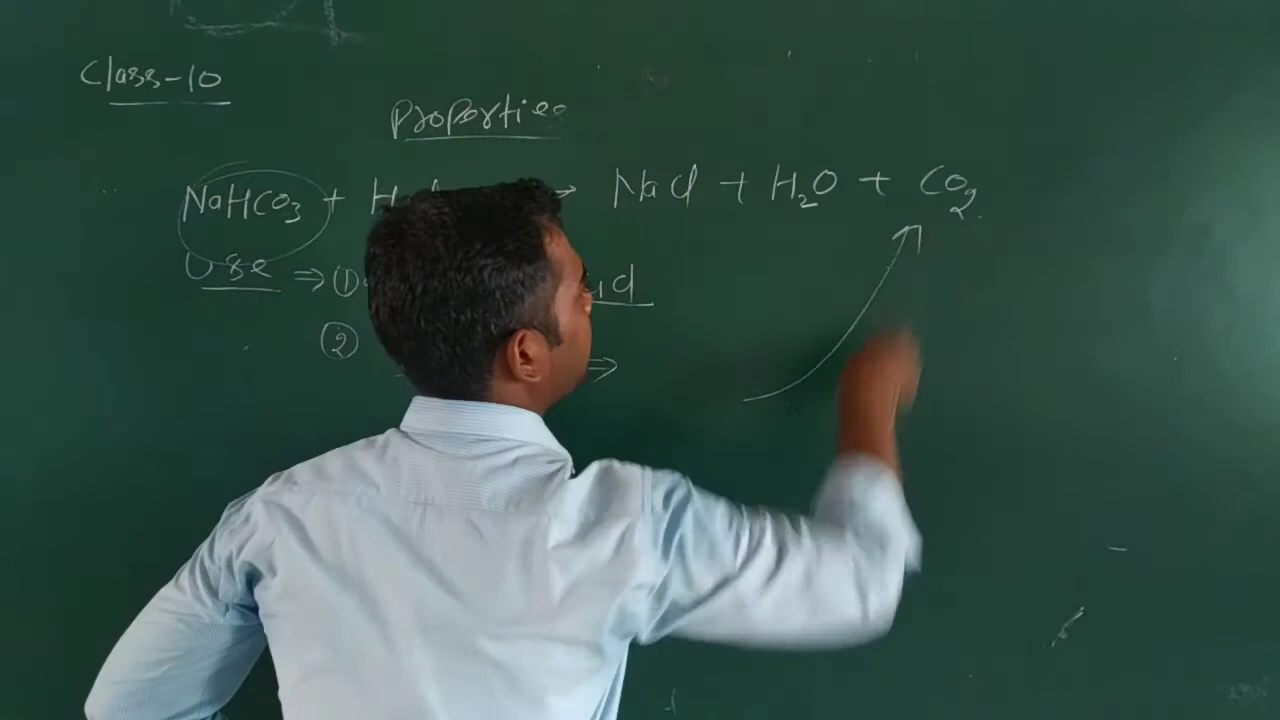 Class-10
Properties
NaHCO3 + H → NaCl + H2O + CO2
Use ⇒ ①
② ⇒